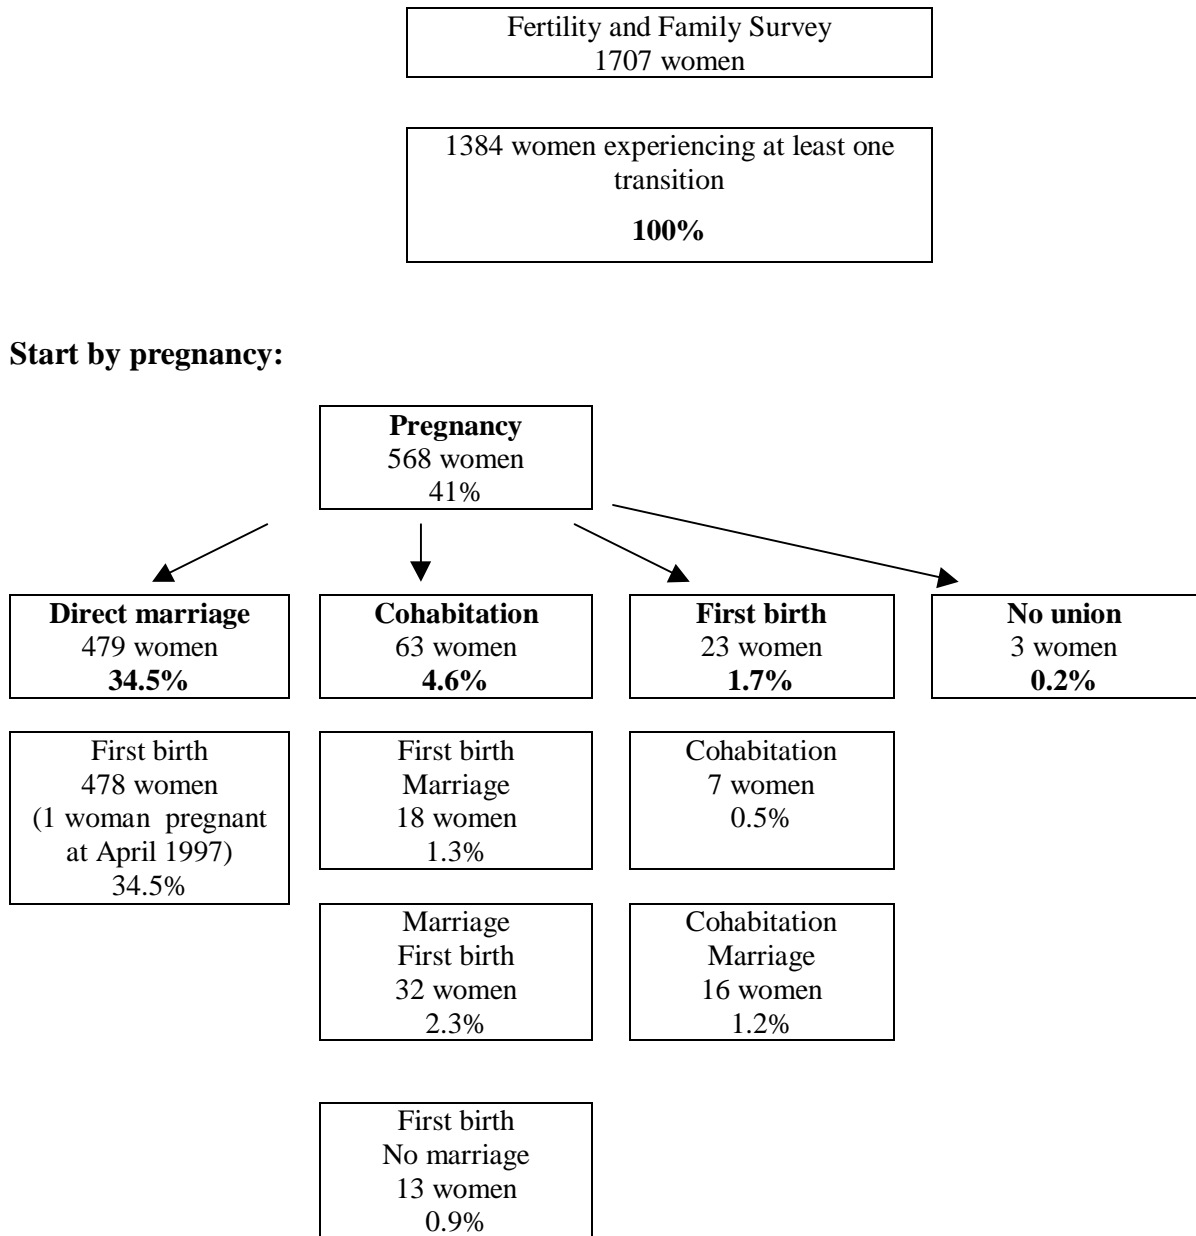 Fertility and Family Survey
1707 women
1384 women experiencing at least one
transition
100%
Start by pregnancy:
Pregnancy
568 women
41%
Direct marriage
479 women
34.5%
Cohabitation
63 women
4.6%
First birth
23 women
1.7%
No union
3 women
0.2%
First birth
478 women
(1 woman pregnant
at April 1997)
34.5%
First birth
Marriage
18 women
1.3%
Cohabitation
7 women
0.5%
Marriage
First birth
32 women
2.3%
Cohabitation
Marriage
16 women
1.2%
First birth
No marriage
13 women
0.9%